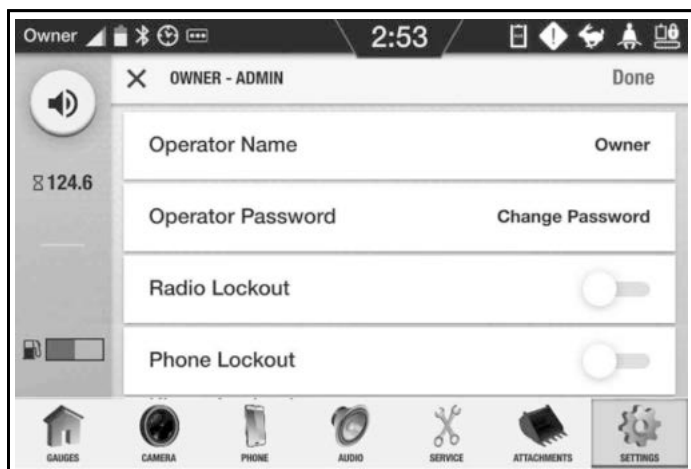 Owner
2:53
OWNER - ADMIN
Done
124.6
Operator Name
Owner
Operator Password
Change Password
Radio Lockout
Phone Lockout
GAUGES
CAMERA
PHONE
AUDIO
SERVICE
ATTACHMENTS
SETTINGS